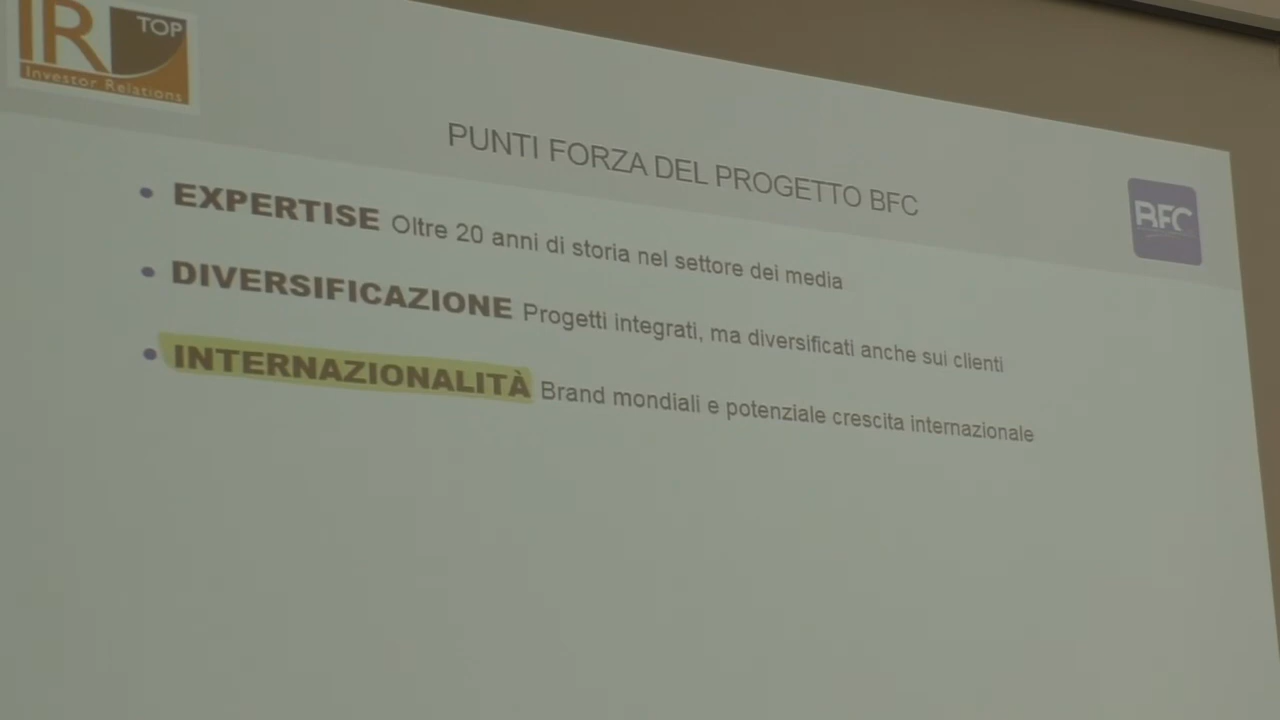 IR TOP
Investor Relations
PUNTI FORZA DEL PROGETTO BFC
BFC
• EXPERTISE Oltre 20 anni di storia nel settore dei media
• DIVERSIFICAZIONE Progetti integrati, ma diversificati anche sui clienti
• INTERNAZIONALITÀ Brand mondiali e potenziale crescita internazionale